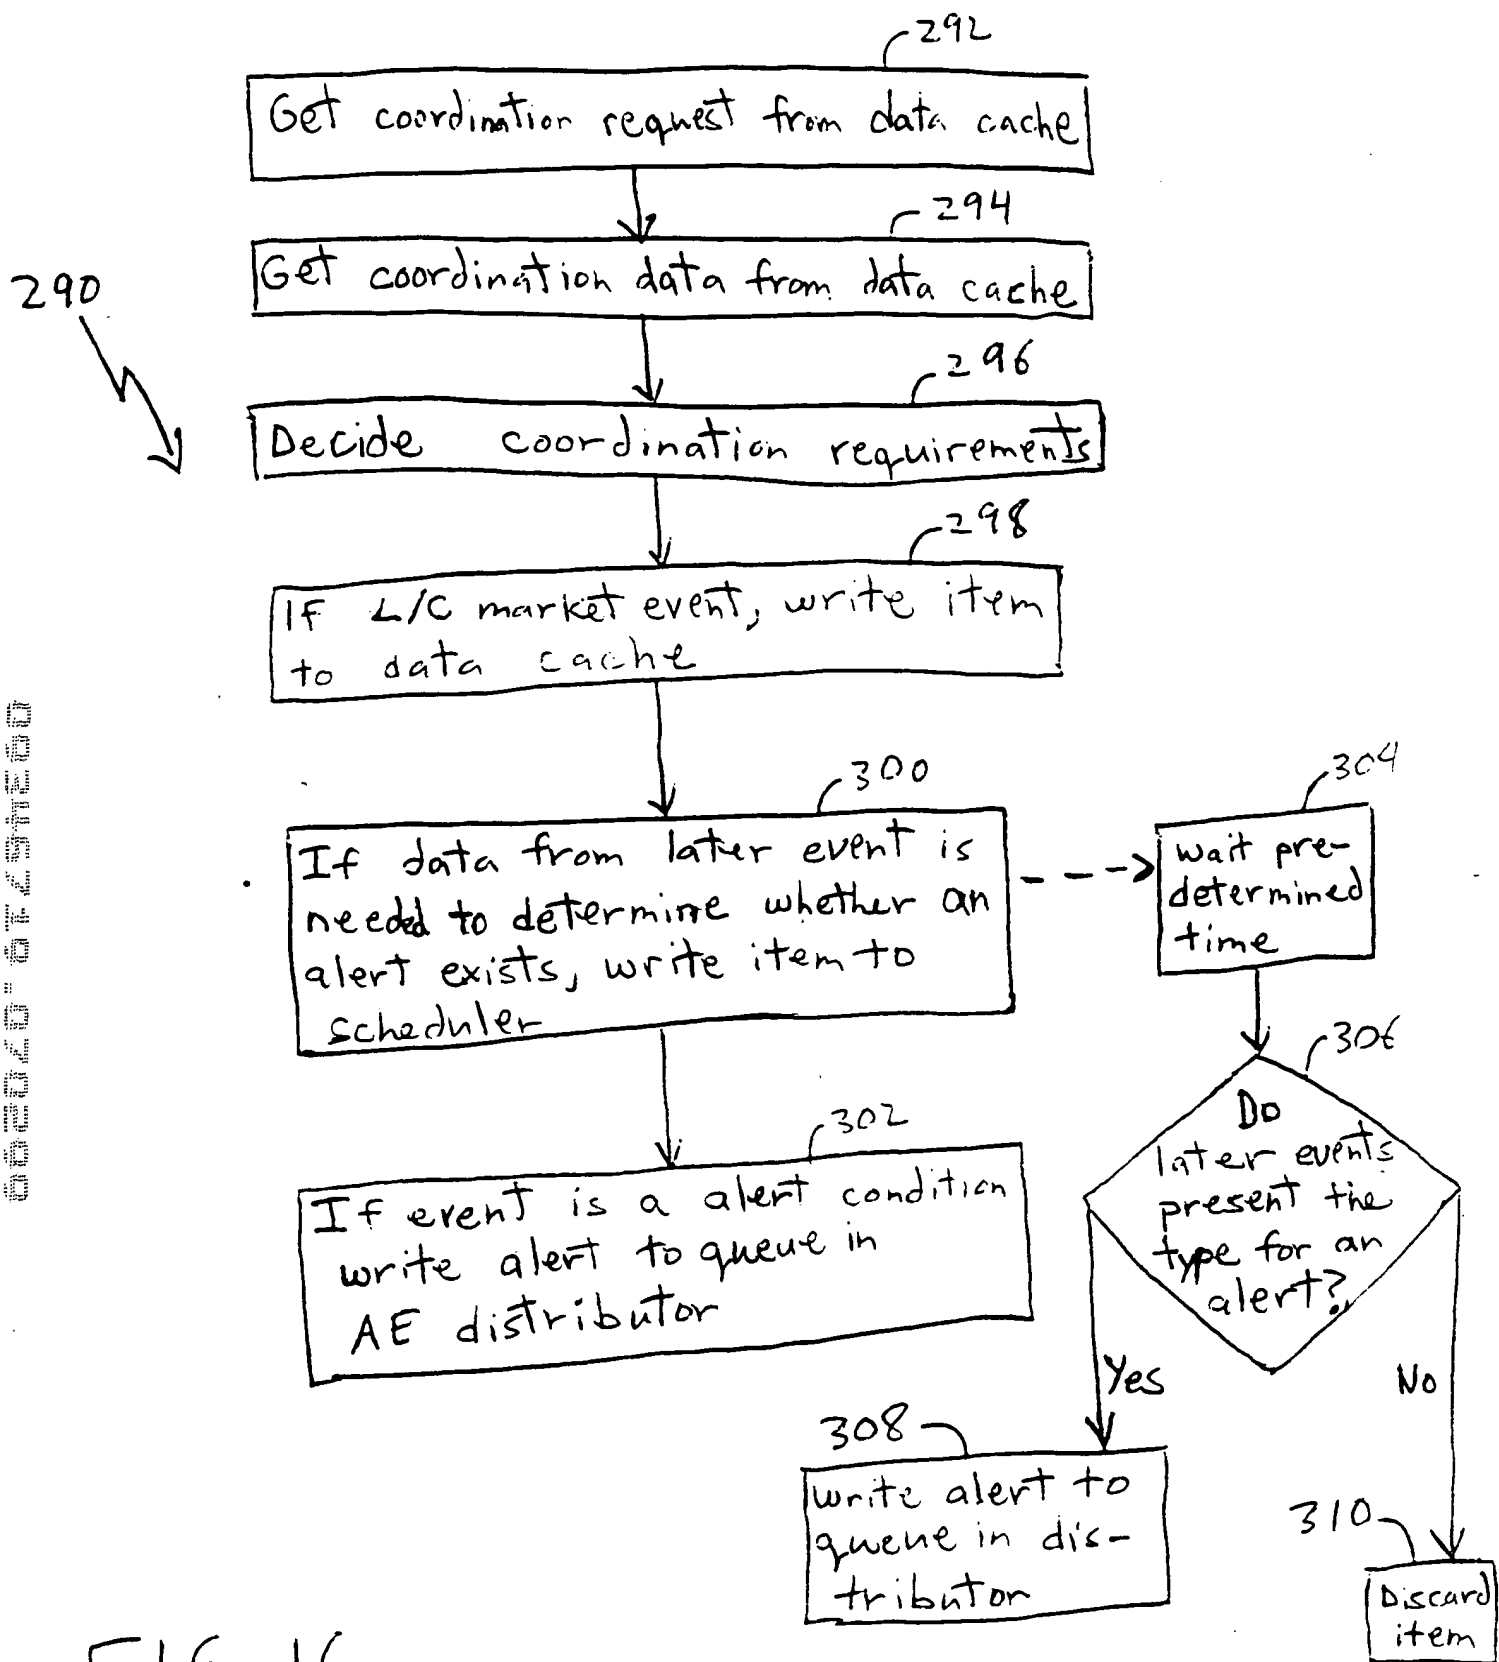 292
Get coordination request from data cache
294
Get coordination data from data cache
290
296
Decide coordination requirements
298
If L/C market event, write item
to data cache
300
If data from later event is
needed to determine whether an
alert exists, write item to
scheduler
304
wait pre-
determined
time
306
Do
later events
present the
type for an
alert?
302
If event is a alert condition
write alert to queue in
AE distributor
Yes
No
308
write alert to
queue in dis-
tributor
310
Discard
item